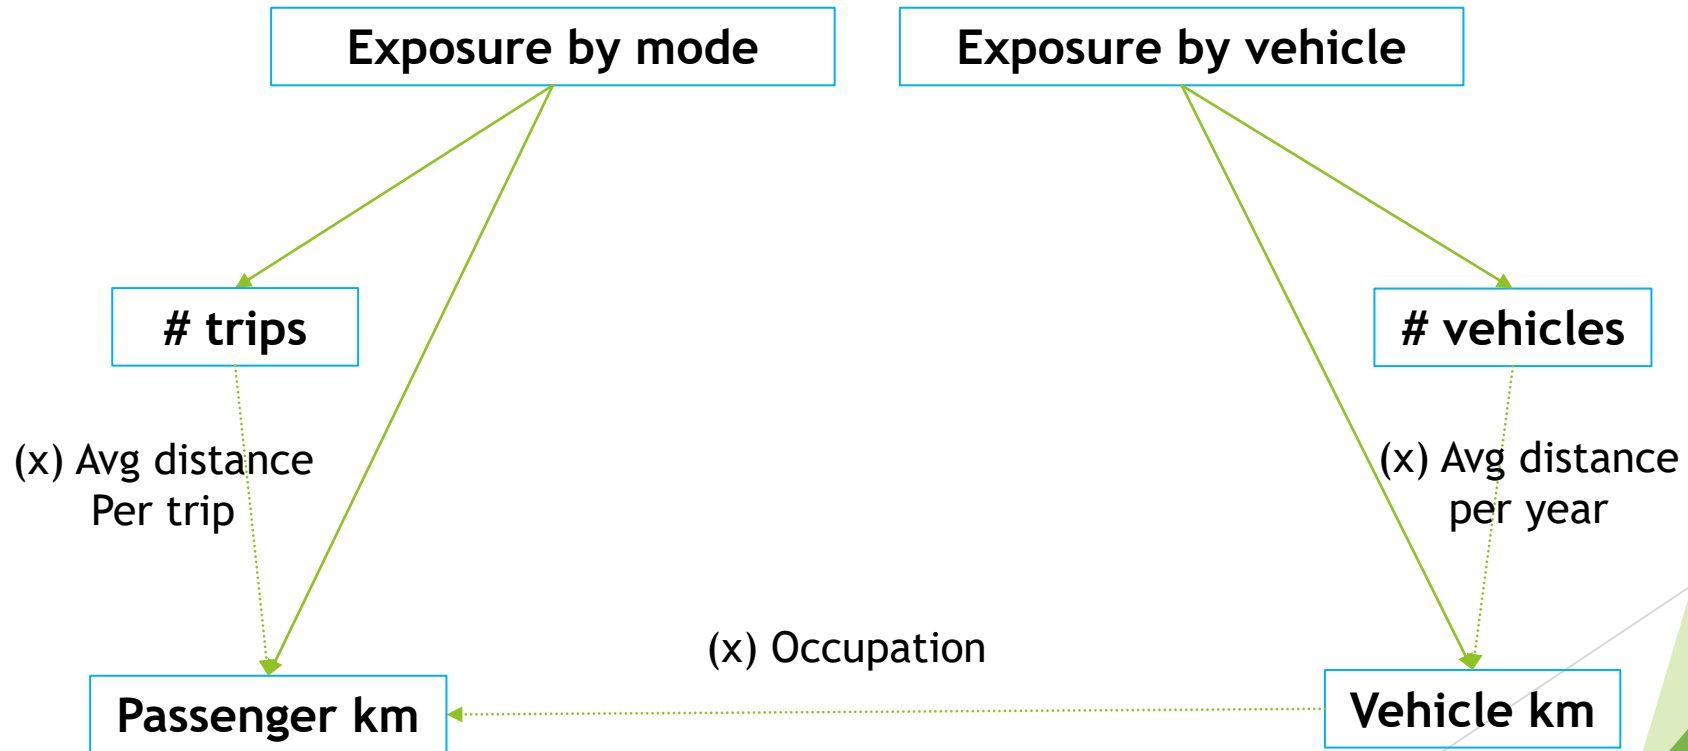 Exposure by mode
Exposure by vehicle
# trips
# vehicles
(x) Avg distance
Per trip
(x) Avg distance
per year
(x) Occupation
Passenger km
Vehicle km